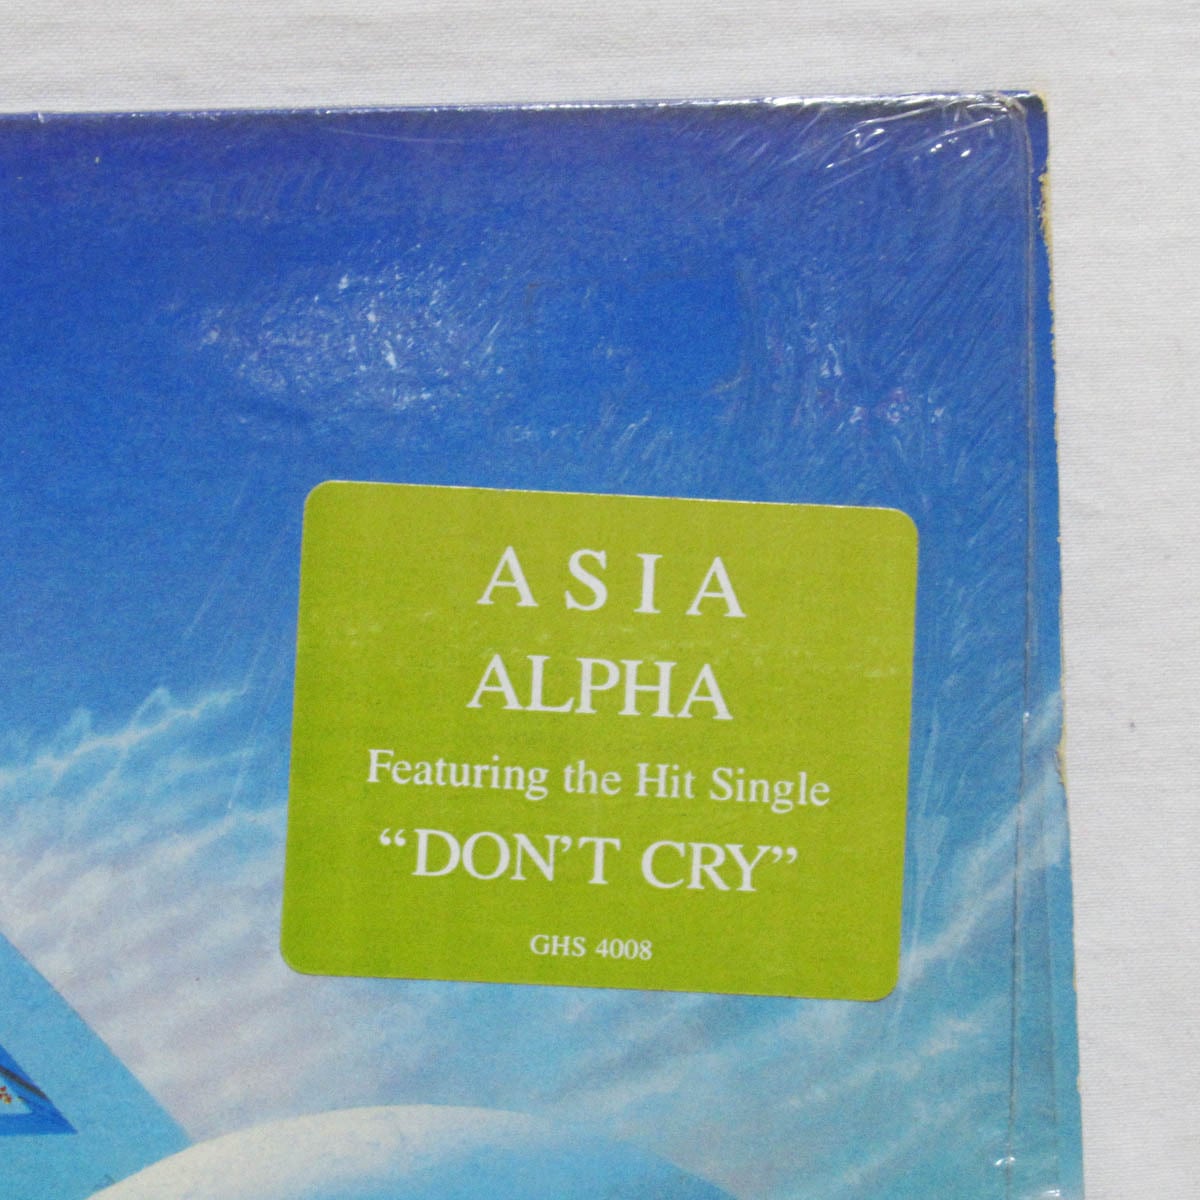 ASIA
ALPHA
Featuring the Hit Single
“DON’T CRY”
GHS 4008